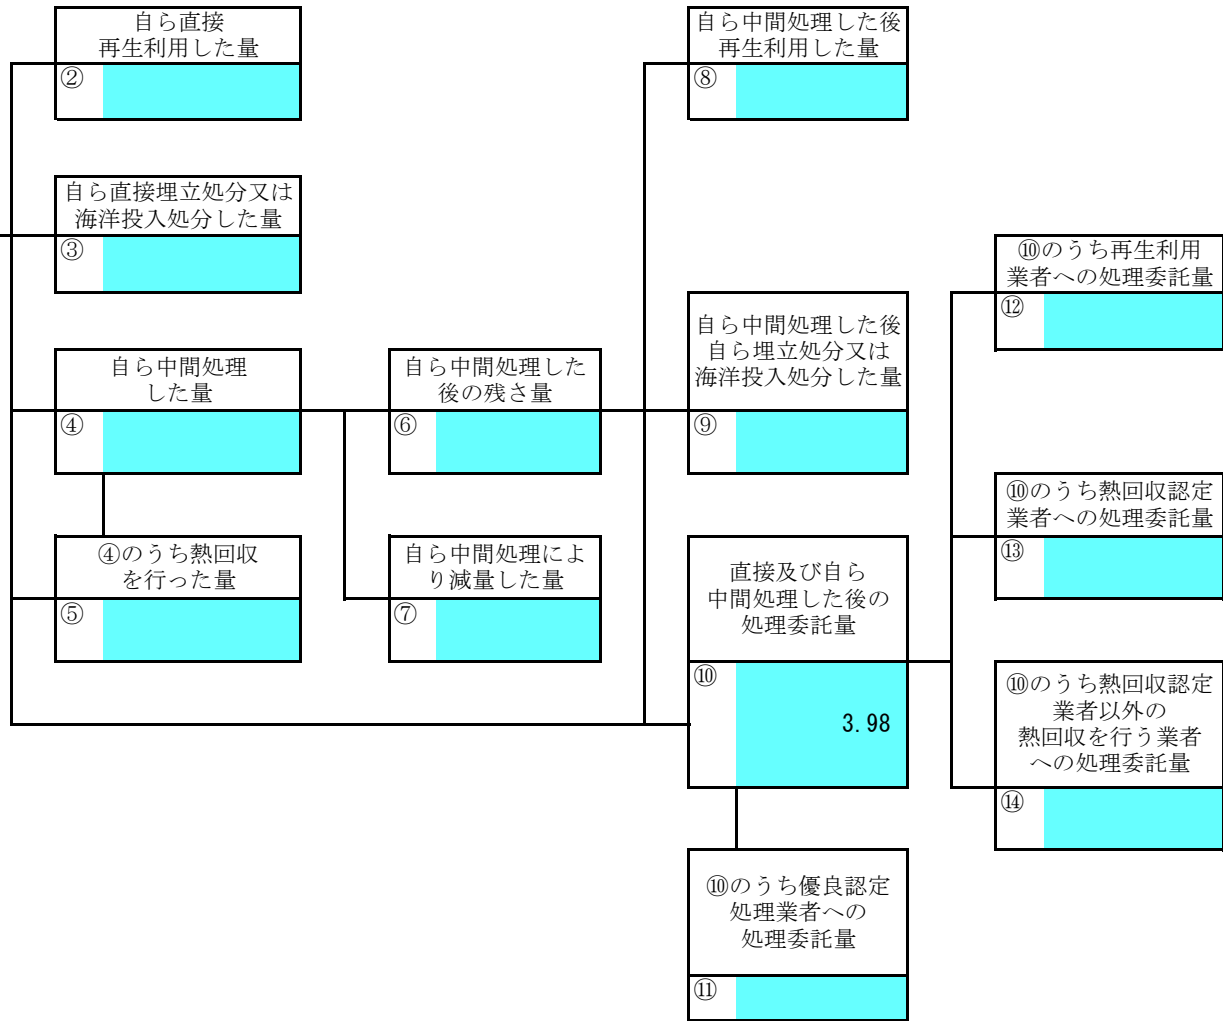 自ら直接
再生利用した量
②
自ら直接埋立処分又は
海洋投入処分した量
③
自ら中間処理
した量
④
④のうち熱回収
を行った量
⑤
自ら中間処理した
後の残さ量
⑥
自ら中間処理によ
り減量した量
⑦
自ら中間処理した後
再生利用した量
⑧
自ら中間処理した後
自ら埋立処分又は
海洋投入処分した量
⑨
直接及び自ら
中間処理した後の
処理委託量
⑩
3.98
⑩のうち優良認定
処理業者への
処理委託量
⑪
⑩のうち再生利用
業者への処理委託量
⑫
⑩のうち熱回収認定
業者への処理委託量
⑬
⑩のうち熱回収認定
業者以外の
熱回収を行う業者
への処理委託量
⑭